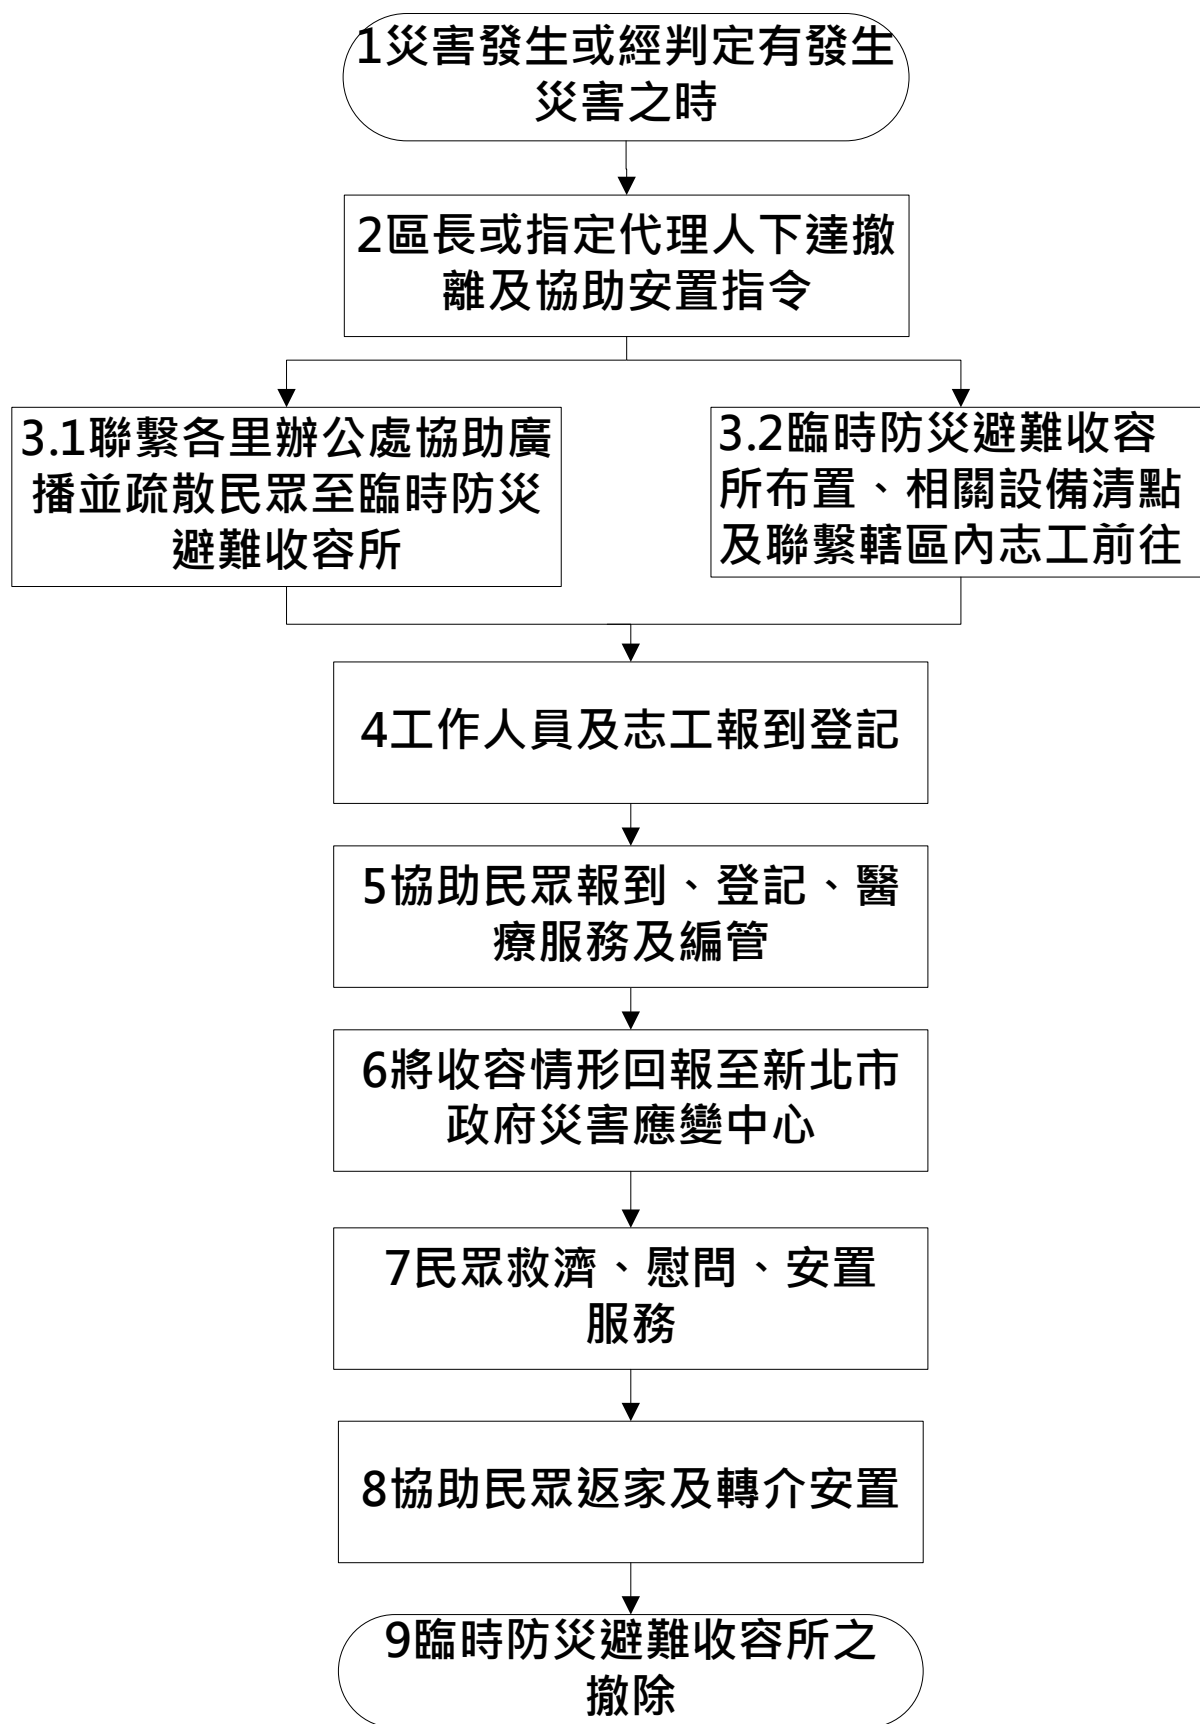 1災害發生或經判定有發生
災害之時
2區長或指定代理人下達撤
離及協助安置指令
3.1聯繫各里辦公處協助廣
播並疏散民眾至臨時防災
避難收容所
3.2臨時防災避難收容
所布置、相關設備清點
及聯繫轄區內志工前往
4工作人員及志工報到登記
5協助民眾報到、登記、醫
療服務及編管
6將收容情形回報至新北市
政府災害應變中心
7民眾救濟、慰問、安置
服務
8協助民眾返家及轉介安置
9臨時防災避難收容所之
撤除